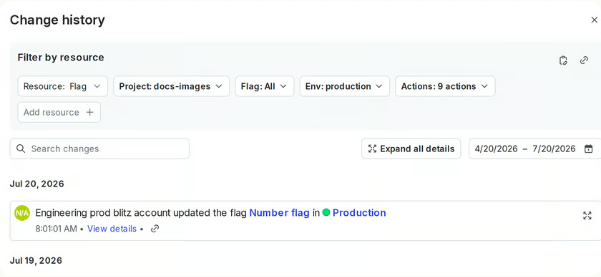 Change history
Filter by resource
Resource: Flag Project: docs-images Flag: All Env: production Actions: 9 actions
Add resource +
Search changes Expand all details 4/20/2026 – 7/20/2026
Jul 20, 2026
N/A Engineering prod blitz account updated the flag Number flag in Production
8:01:01 AM • View details •
Jul 19, 2026